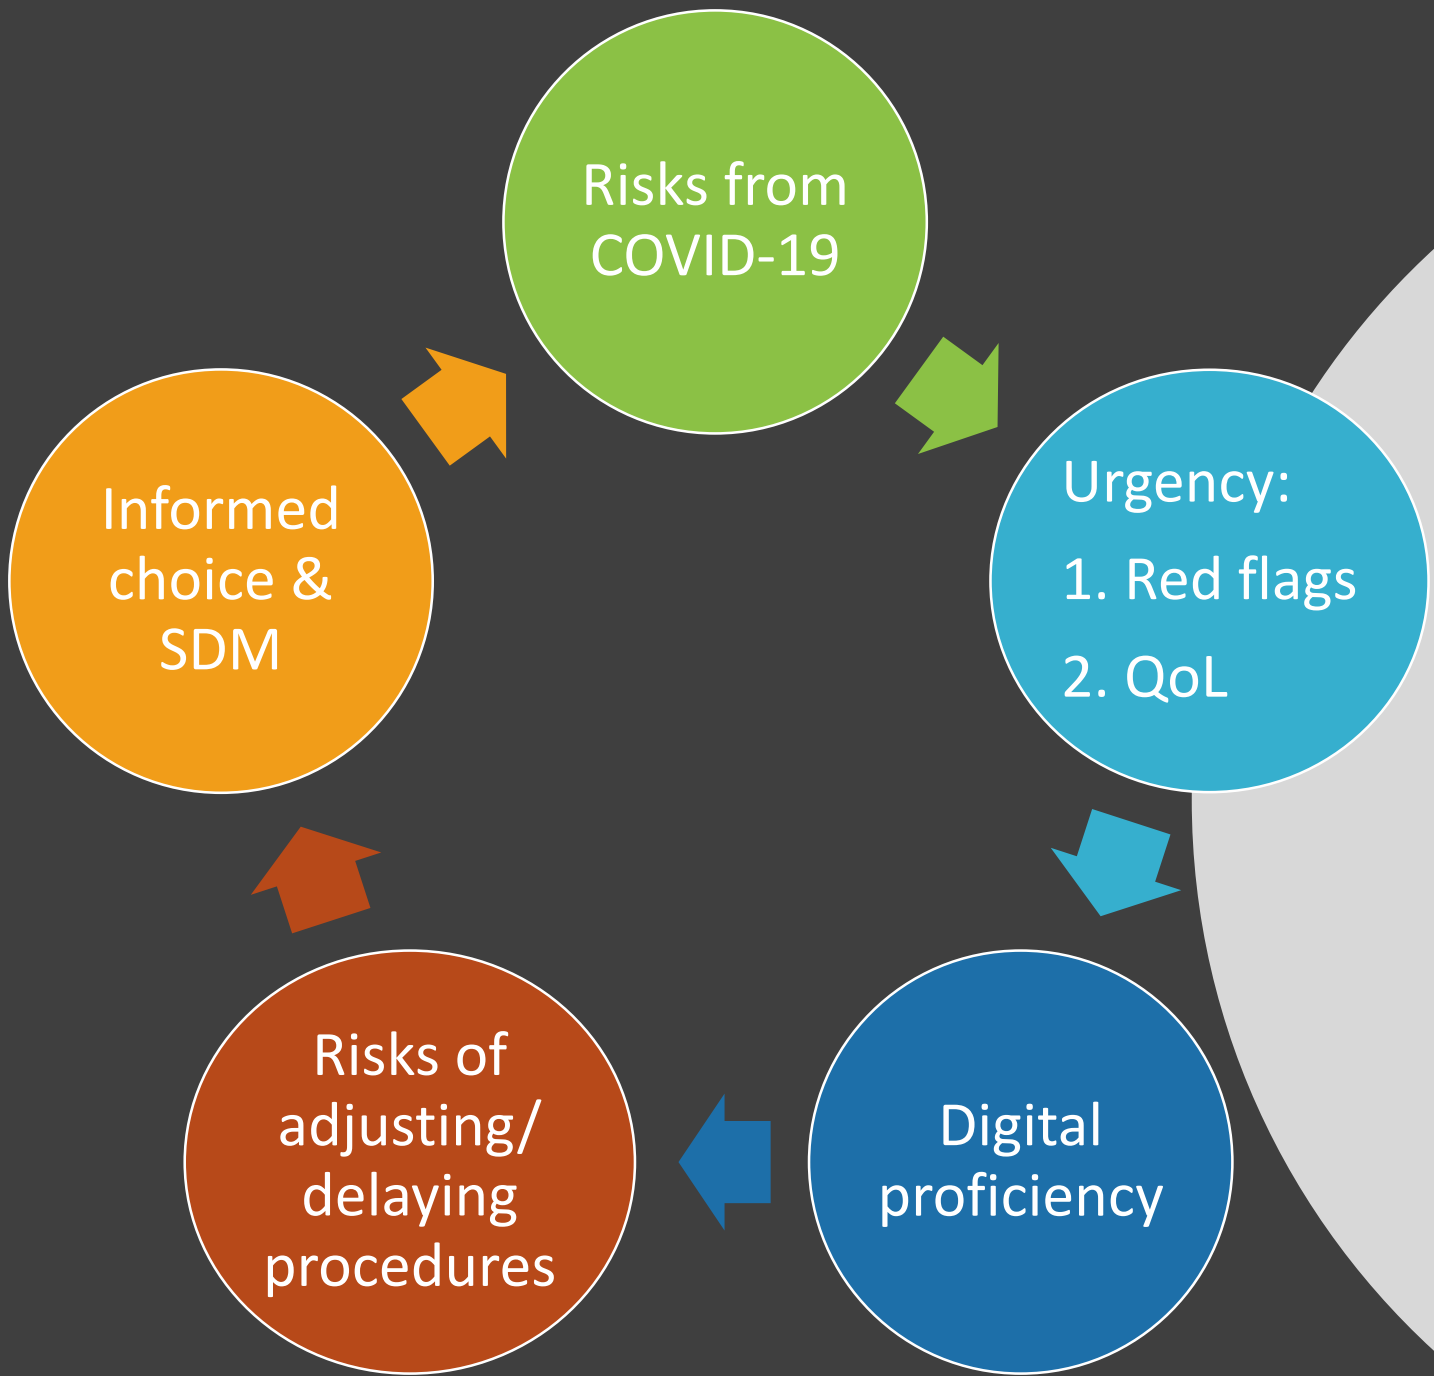 Risks from
COVID-19
Urgency:
1. Red flags
2. QoL
Digital
proficiency
Risks of
adjusting/
delaying
procedures
Informed
choice &
SDM